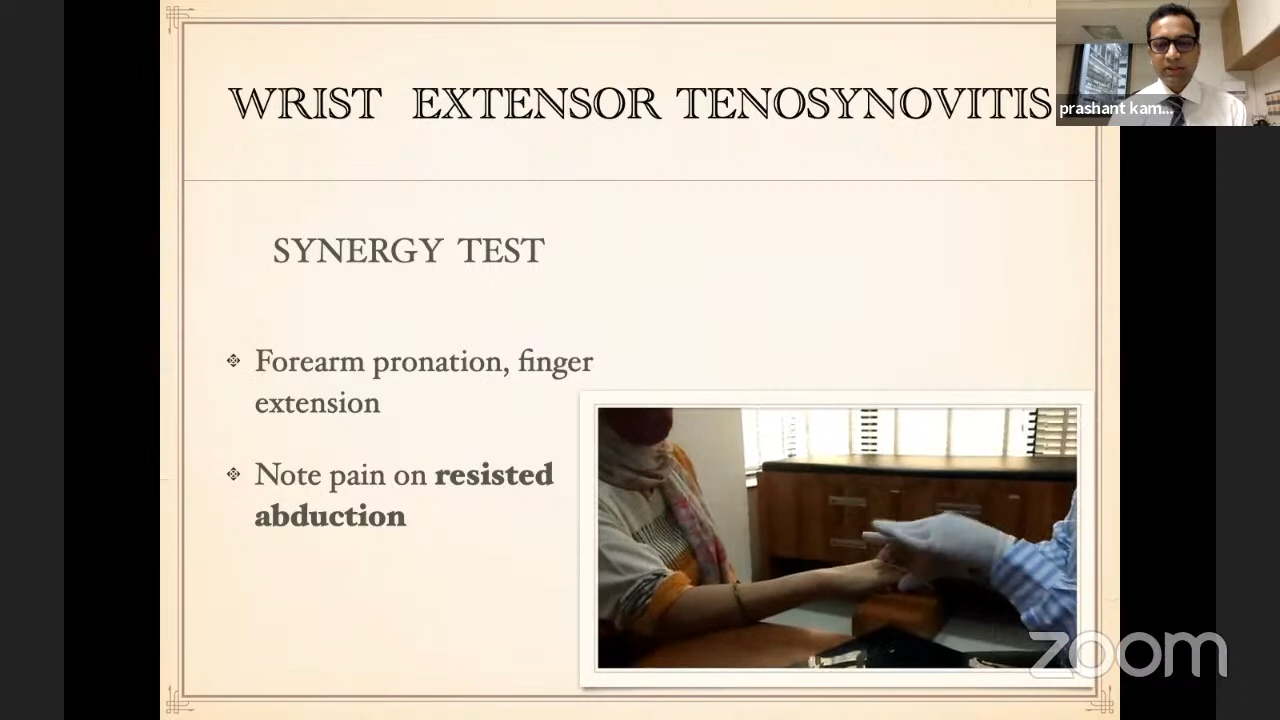 WRIST EXTENSOR TENOSYNOVITIS
prashant kam...
SYNERGY TEST
Forearm pronation, finger
extension
Note pain on resisted
abduction
zoom